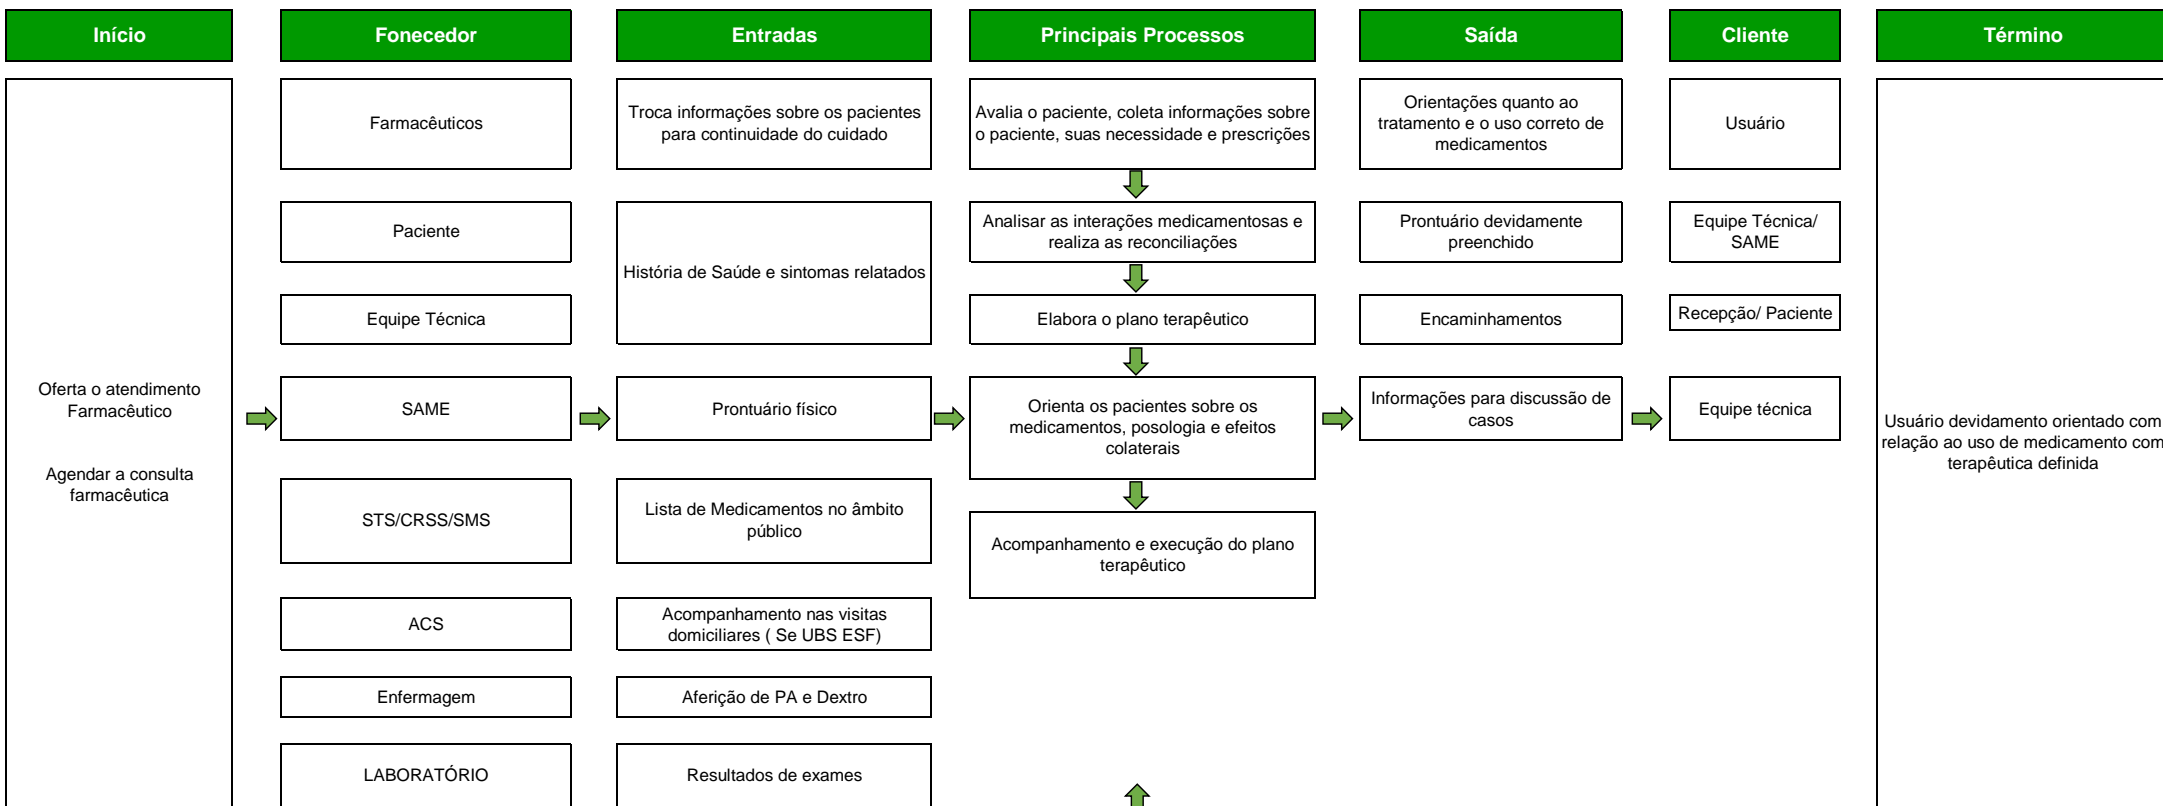 Início
Fonecedor
Entradas
Principais Processos
Saída
Cliente
Término
Oferta o atendimento
Farmacêutico
Agendar a consulta
farmacêutica
Farmacêuticos
Paciente
Equipe Técnica
SAME
STS/CRSS/SMS
ACS
Enfermagem
LABORATÓRIO
Troca informações sobre os pacientes
para continuidade do cuidado
História de Saúde e sintomas relatados
Prontuário físico
Lista de Medicamentos no âmbito
público
Acompanhamento nas visitas
domiciliares ( Se UBS ESF)
Aferição de PA e Dextro
Resultados de exames
Avalia o paciente, coleta informações sobre
o paciente, suas necessidade e prescrições
Analisar as interações medicamentosas e
realiza as reconciliações
Elabora o plano terapêutico
Orienta os pacientes sobre os
medicamentos, posologia e efeitos
colaterais
Acompanhamento e execução do plano
terapêutico
Orientações quanto ao
tratamento e o uso correto de
medicamentos
Prontuário devidamente
preenchido
Encaminhamentos
Informações para discussão de
casos
Usuário
Equipe Técnica/
SAME
Recepção/ Paciente
Equipe técnica
Usuário devidamento orientado com
relação ao uso de medicamento com
terapêutica definida